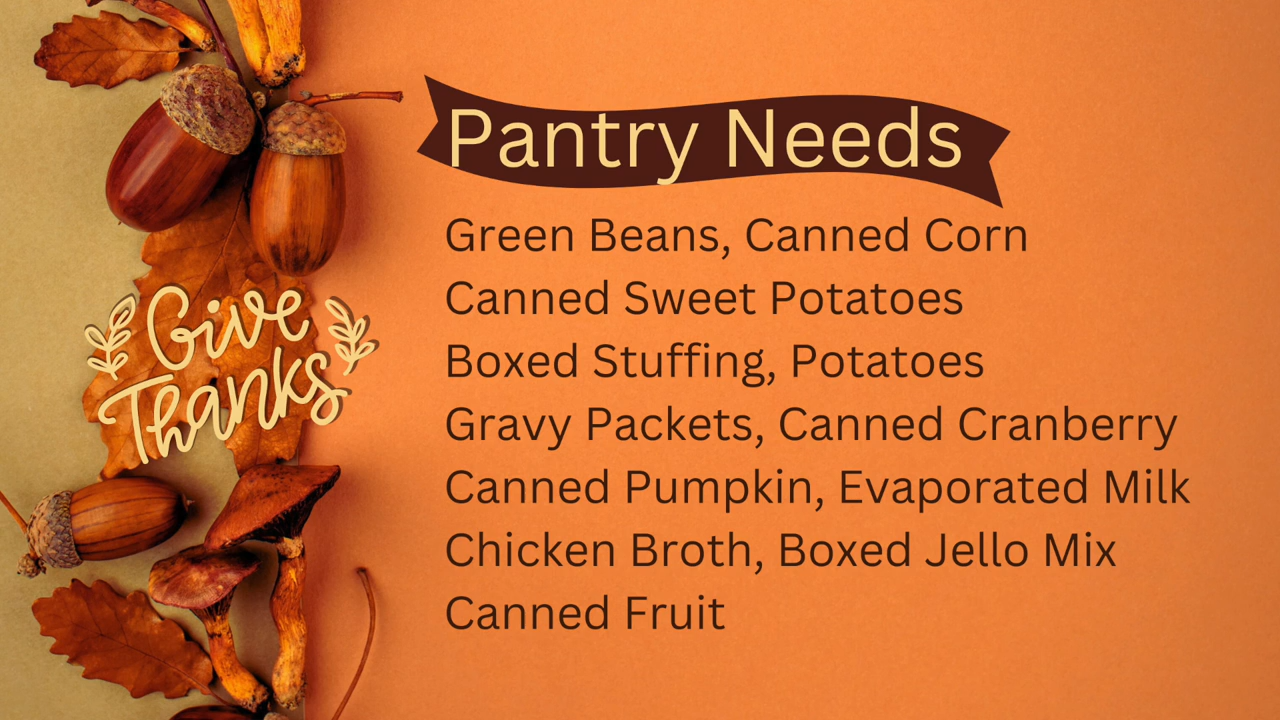 Give
Thanks
Pantry Needs
Green Beans, Canned Corn
Canned Sweet Potatoes
Boxed Stuffing, Potatoes
Gravy Packets, Canned Cranberry
Canned Pumpkin, Evaporated Milk
Chicken Broth, Boxed Jello Mix
Canned Fruit